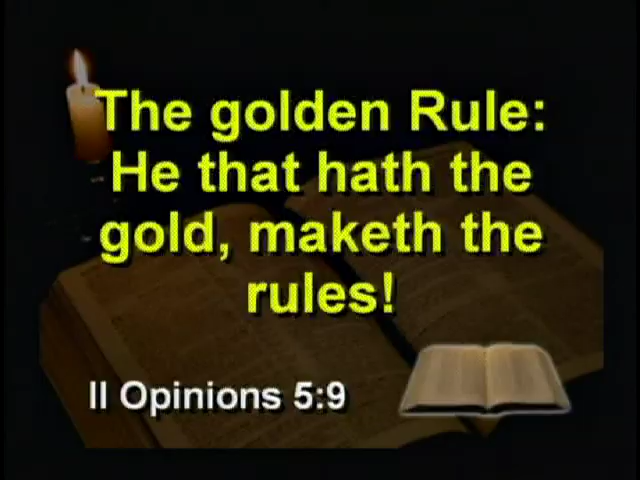 The golden Rule:
He that hath the
gold, maketh the
rules!
II Opinions 5:9